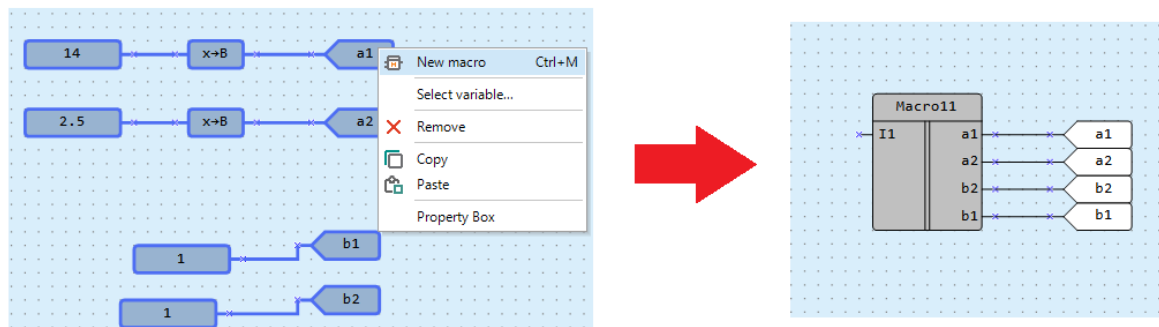 14 x→B a1
2.5 x→B a2
New macro Ctrl+M
Select variable...
Remove
Copy
Paste
Property Box
b1
1
b2
1
Macro11
I1 a1 a1
a2 a2
b2 b2
b1 b1